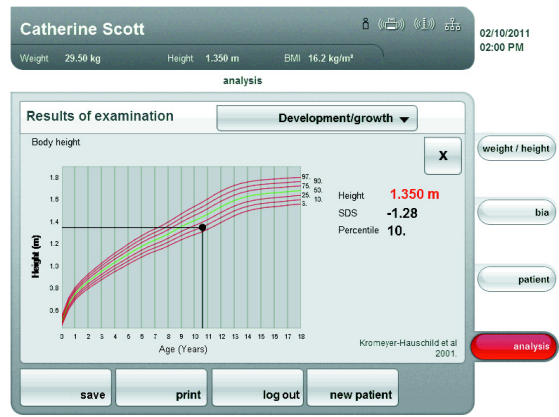 Catherine Scott
02/10/2011
02:00 PM
Weight 29.50 kg Height 1.350 m BMI 16.2 kg/m²
analysis
Results of examination
Development/growth
Body height
X
weight / height
bia
patient
analysis
1.8
1.6
1.4
1.2
1.0
0.8
0.6
Height (m)
97.
90.
75.
50.
25.
10.
3.
Height 1.350 m
SDS -1.28
Percentile 10.
0 1 2 3 4 5 6 7 8 9 10 11 12 13 14 15 16 17 18
Age (Years)
Kromeyer-Hauschild et al
2001.
save
print
log out
new patient